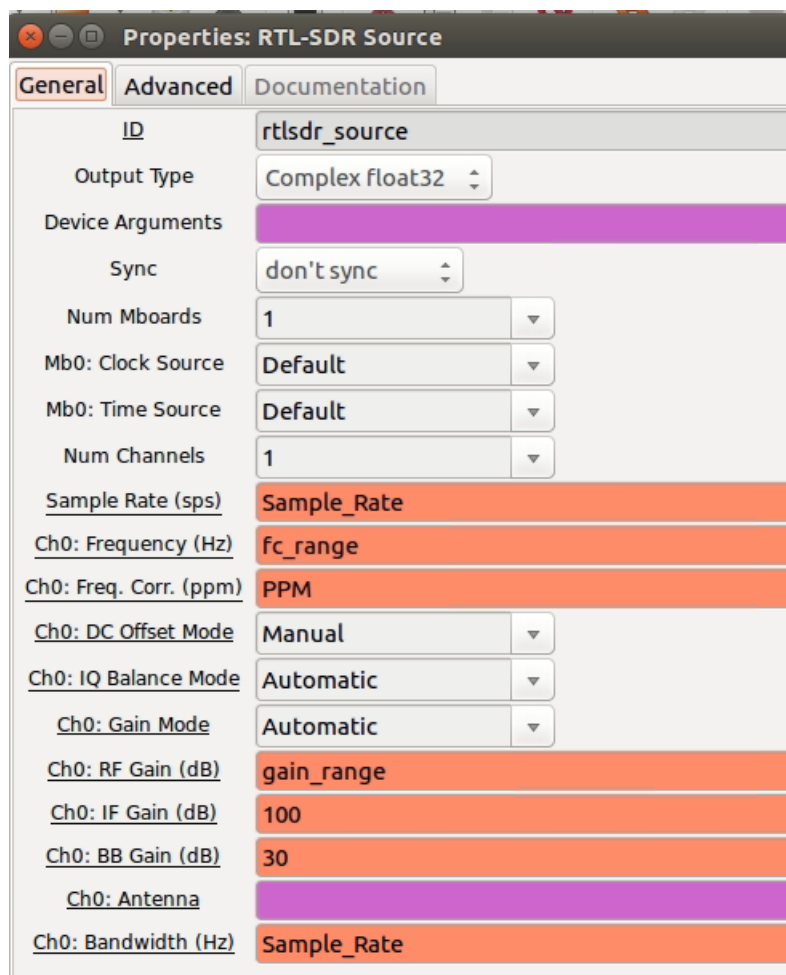 Properties: RTL-SDR Source
General Advanced Documentation
ID rtlsdr_source
Output Type Complex float32
Device Arguments
Sync don't sync
Num Mboards 1
Mb0: Clock Source Default
Mb0: Time Source Default
Num Channels 1
Sample Rate (sps) Sample_Rate
Ch0: Frequency (Hz) fc_range
Ch0: Freq. Corr. (ppm) PPM
Ch0: DC Offset Mode Manual
Ch0: IQ Balance Mode Automatic
Ch0: Gain Mode Automatic
Ch0: RF Gain (dB) gain_range
Ch0: IF Gain (dB) 100
Ch0: BB Gain (dB) 30
Ch0: Antenna
Ch0: Bandwidth (Hz) Sample_Rate